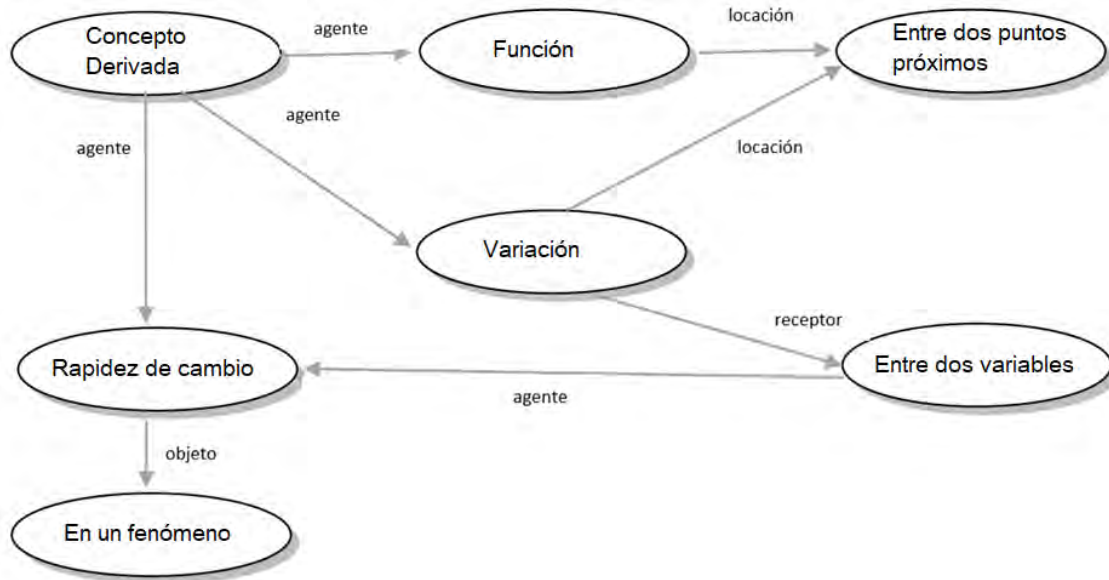 Concepto
Derivada
agente
Función
locación
Entre dos puntos
próximos
agente
agente
locación
Variación
receptor
Rapidez de cambio
Entre dos variables
agente
objeto
En un fenómeno